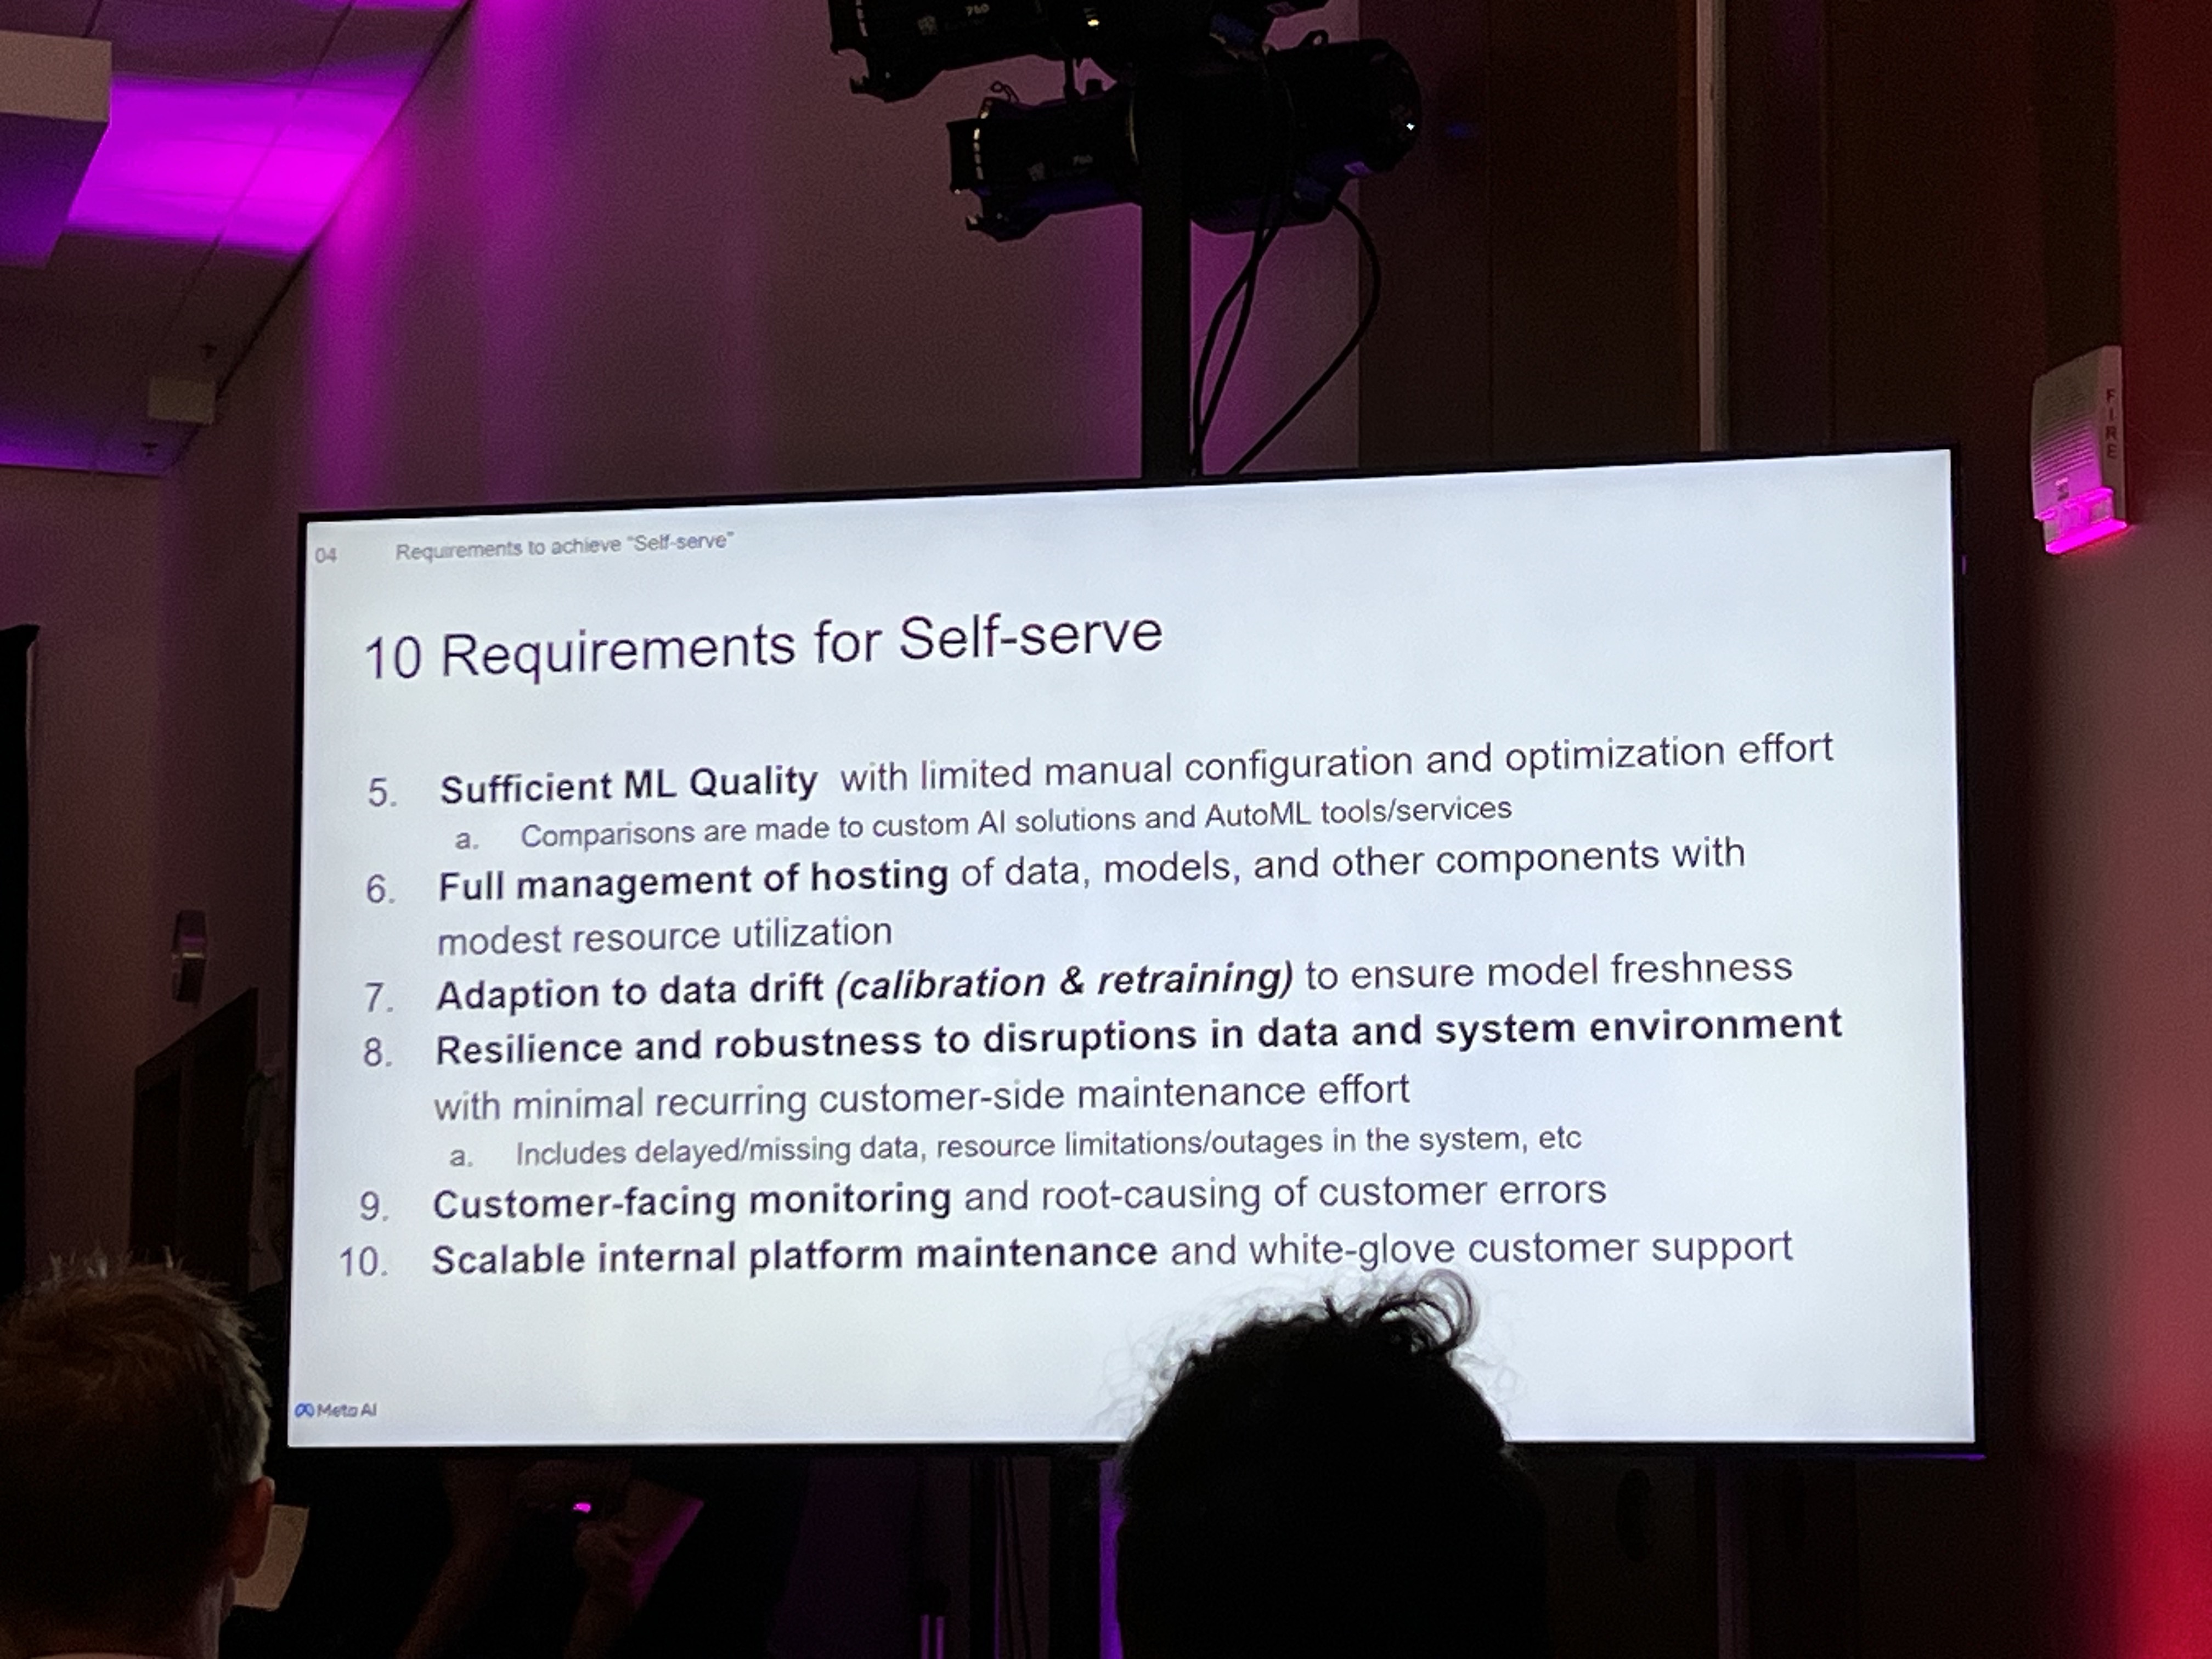 760
760
FIRE
04 Requirements to achieve "Self-serve"
10 Requirements for Self-serve
5. Sufficient ML Quality with limited manual configuration and optimization effort
a. Comparisons are made to custom AI solutions and AutoML tools/services
6. Full management of hosting of data, models, and other components with
modest resource utilization
7. Adaption to data drift (calibration & retraining) to ensure model freshness
8. Resilience and robustness to disruptions in data and system environment
with minimal recurring customer-side maintenance effort
a. Includes delayed/missing data, resource limitations/outages in the system, etc
9. Customer-facing monitoring and root-causing of customer errors
10. Scalable internal platform maintenance and white-glove customer support
Meta AI